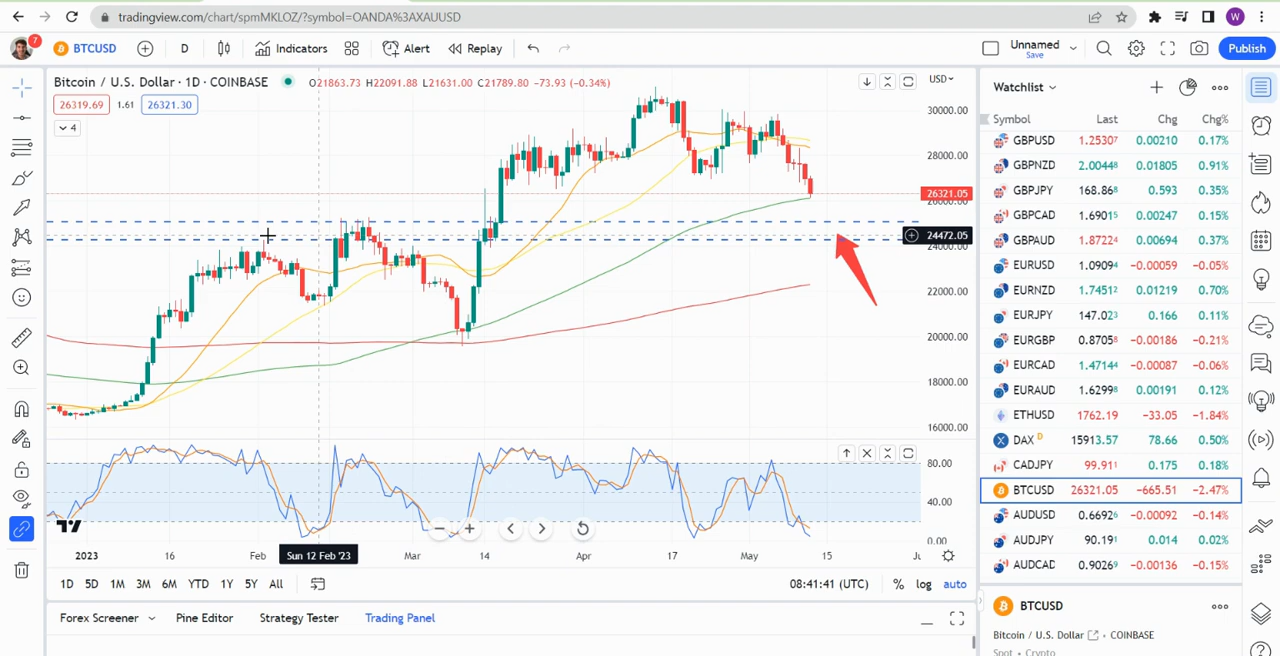 tradingview.com/chart/spmMKLOZ/?symbol=OANDA%3AXAUUSD
W
7
BTCUSD
D
Indicators
Alert
Replay
Unnamed
Save
Publish
Bitcoin / U.S. Dollar · 1D · COINBASE
O21863.73 H22091.88 L21631.00 C21789.80 -73.93 (-0.34%)
26319.69 1.61 26321.30
4
USD
30000.00
28000.00
26321.05
26000.00
24472.05
24000.00
22000.00
20000.00
18000.00
16000.00
80.00
40.00
0.00
2023 16 Feb Sun 12 Feb '23 Mar 14 Apr 17 May 15 Ju
1D 5D 1M 3M 6M YTD 1Y 5Y All
08:41:41 (UTC) % log auto
Forex Screener Pine Editor Strategy Tester Trading Panel
Watchlist
Symbol Last Chg Chg%
GBPUSD 1.25307 0.00210 0.17%
GBPNZD 2.00448 0.01805 0.91%
GBPJPY 168.868 0.593 0.35%
GBPCAD 1.69015 0.00247 0.15%
GBPAUD 1.87224 0.00694 0.37%
EURUSD 1.09094 -0.00059 -0.05%
EURNZD 1.74512 0.01219 0.70%
EURJPY 147.023 0.166 0.11%
EURGBP 0.87058 -0.00186 -0.21%
EURCAD 1.47144 -0.00087 -0.06%
EURAUD 1.62998 0.00191 0.12%
ETHUSD 1762.19 -33.05 -1.84%
DAX D 15913.57 78.66 0.50%
CADJPY 99.911 0.175 0.18%
BTCUSD 26321.05 -665.51 -2.47%
AUDUSD 0.66926 -0.00092 -0.14%
AUDJPY 90.191 0.014 0.02%
AUDCAD 0.90269 -0.00136 -0.15%
BTCUSD
Bitcoin / U.S. Dollar · COINBASE
Spot · Crypto